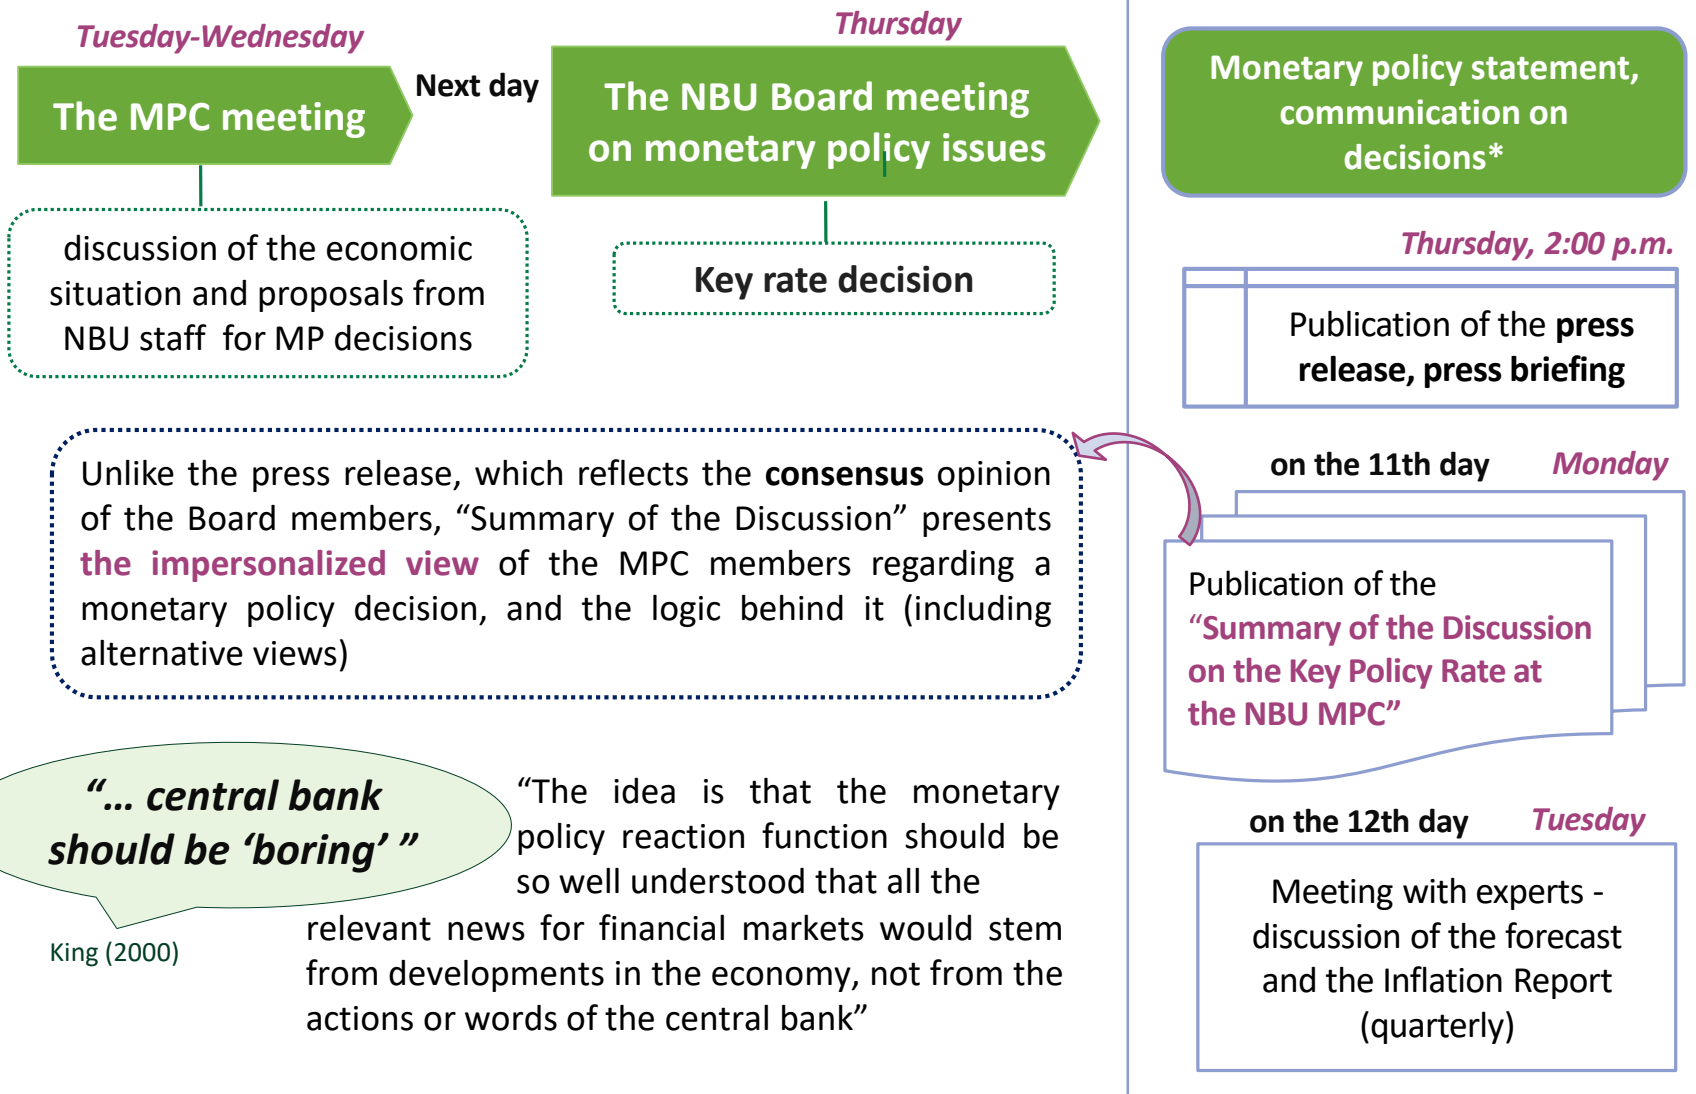 Tuesday-Wednesday
The MPC meeting
Next day
Thursday
The NBU Board meeting
on monetary policy issues
discussion of the economic
situation and proposals from
NBU staff for MP decisions
Key rate decision
Unlike the press release, which reflects the consensus opinion
of the Board members, “Summary of the Discussion” presents
the impersonalized view of the MPC members regarding a
monetary policy decision, and the logic behind it (including
alternative views)
“... central bank
should be ‘boring’ ”
King (2000)
“The idea is that the monetary
policy reaction function should be
so well understood that all the
relevant news for financial markets would stem
from developments in the economy, not from the
actions or words of the central bank”
Monetary policy statement,
communication on
decisions*
Thursday, 2:00 p.m.
Publication of the press
release, press briefing
on the 11th day Monday
Publication of the
“Summary of the Discussion
on the Key Policy Rate at
the NBU MPC”
on the 12th day Tuesday
Meeting with experts -
discussion of the forecast
and the Inflation Report
(quarterly)